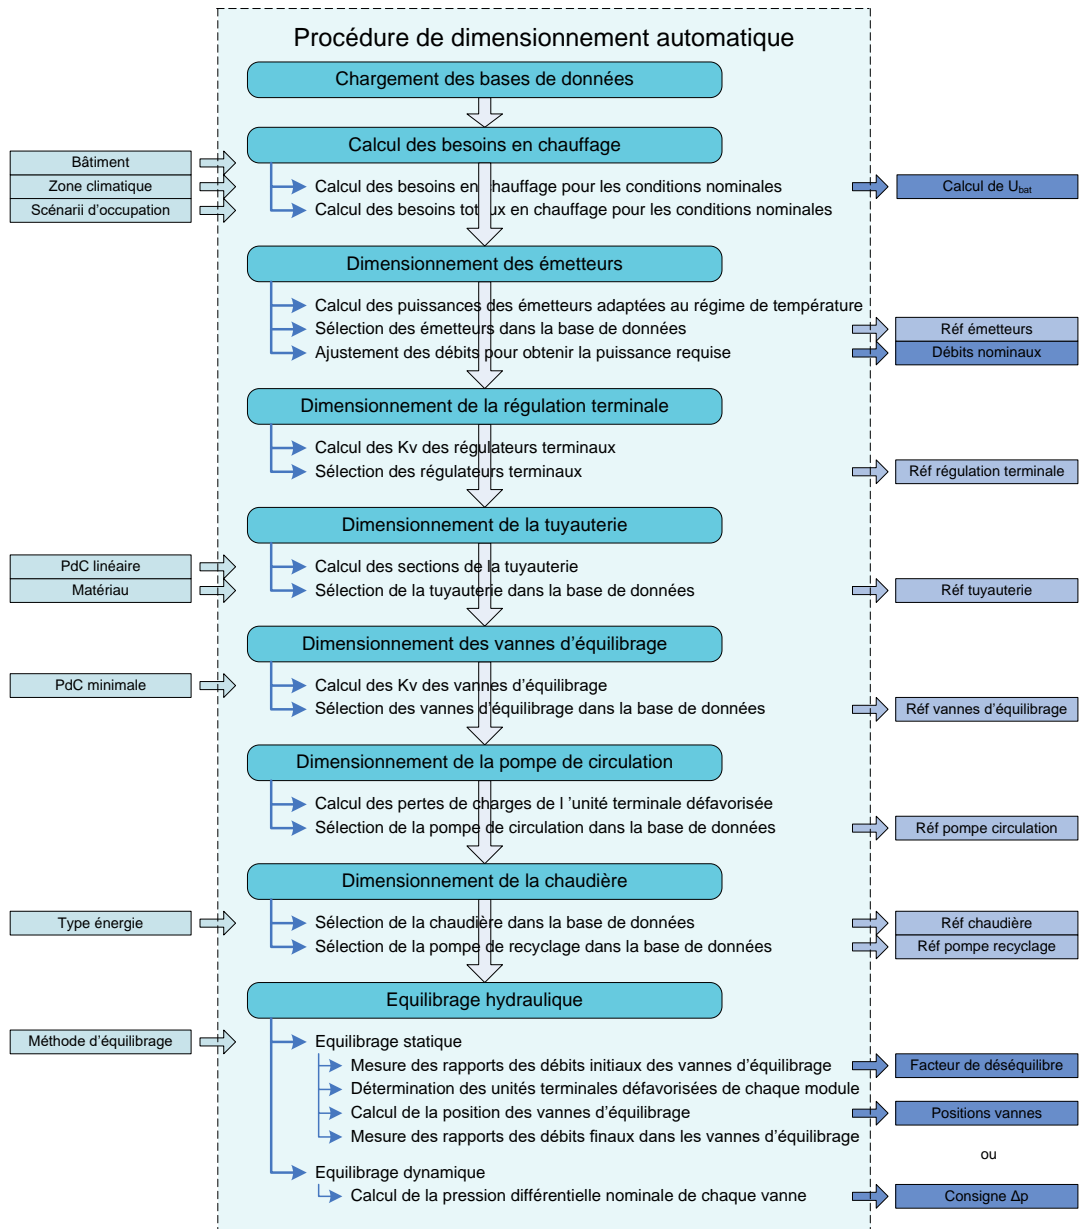 Procédure de dimensionnement automatique
Chargement des bases de données
Calcul des besoins en chauffage
Bâtiment
Zone climatique
Scénarii d'occupation
Calcul des besoins en chauffage pour les conditions nominales
Calcul de Ubat
Calcul des besoins totaux en chauffage pour les conditions nominales
Dimensionnement des émetteurs
Calcul des puissances des émetteurs adaptées au régime de température
Sélection des émetteurs dans la base de données
Réf émetteurs
Ajustement des débits pour obtenir la puissance requise
Débits nominaux
Dimensionnement de la régulation terminale
Calcul des Kv des régulateurs terminaux
Sélection des régulateurs terminaux
Réf régulation terminale
Dimensionnement de la tuyauterie
PdC linéaire
Matériau
Calcul des sections de la tuyauterie
Sélection de la tuyauterie dans la base de données
Réf tuyauterie
Dimensionnement des vannes d'équilibrage
PdC minimale
Calcul des Kv des vannes d'équilibrage
Sélection des vannes d'équilibrage dans la base de données
Réf vannes d'équilibrage
Dimensionnement de la pompe de circulation
Calcul des pertes de charges de l 'unité terminale défavorisée
Sélection de la pompe de circulation dans la base de données
Réf pompe circulation
Dimensionnement de la chaudière
Type énergie
Sélection de la chaudière dans la base de données
Réf chaudière
Sélection de la pompe de recyclage dans la base de données
Réf pompe recyclage
Equilibrage hydraulique
Méthode d'équilibrage
Equilibrage statique
Mesure des rapports des débits initiaux des vannes d'équilibrage
Facteur de déséquilibre
Détermination des unités terminales défavorisées de chaque module
Calcul de la position des vannes d'équilibrage
Positions vannes
Mesure des rapports des débits finaux dans les vannes d'équilibrage
ou
Equilibrage dynamique
Calcul de la pression différentielle nominale de chaque vanne
Consigne Δp